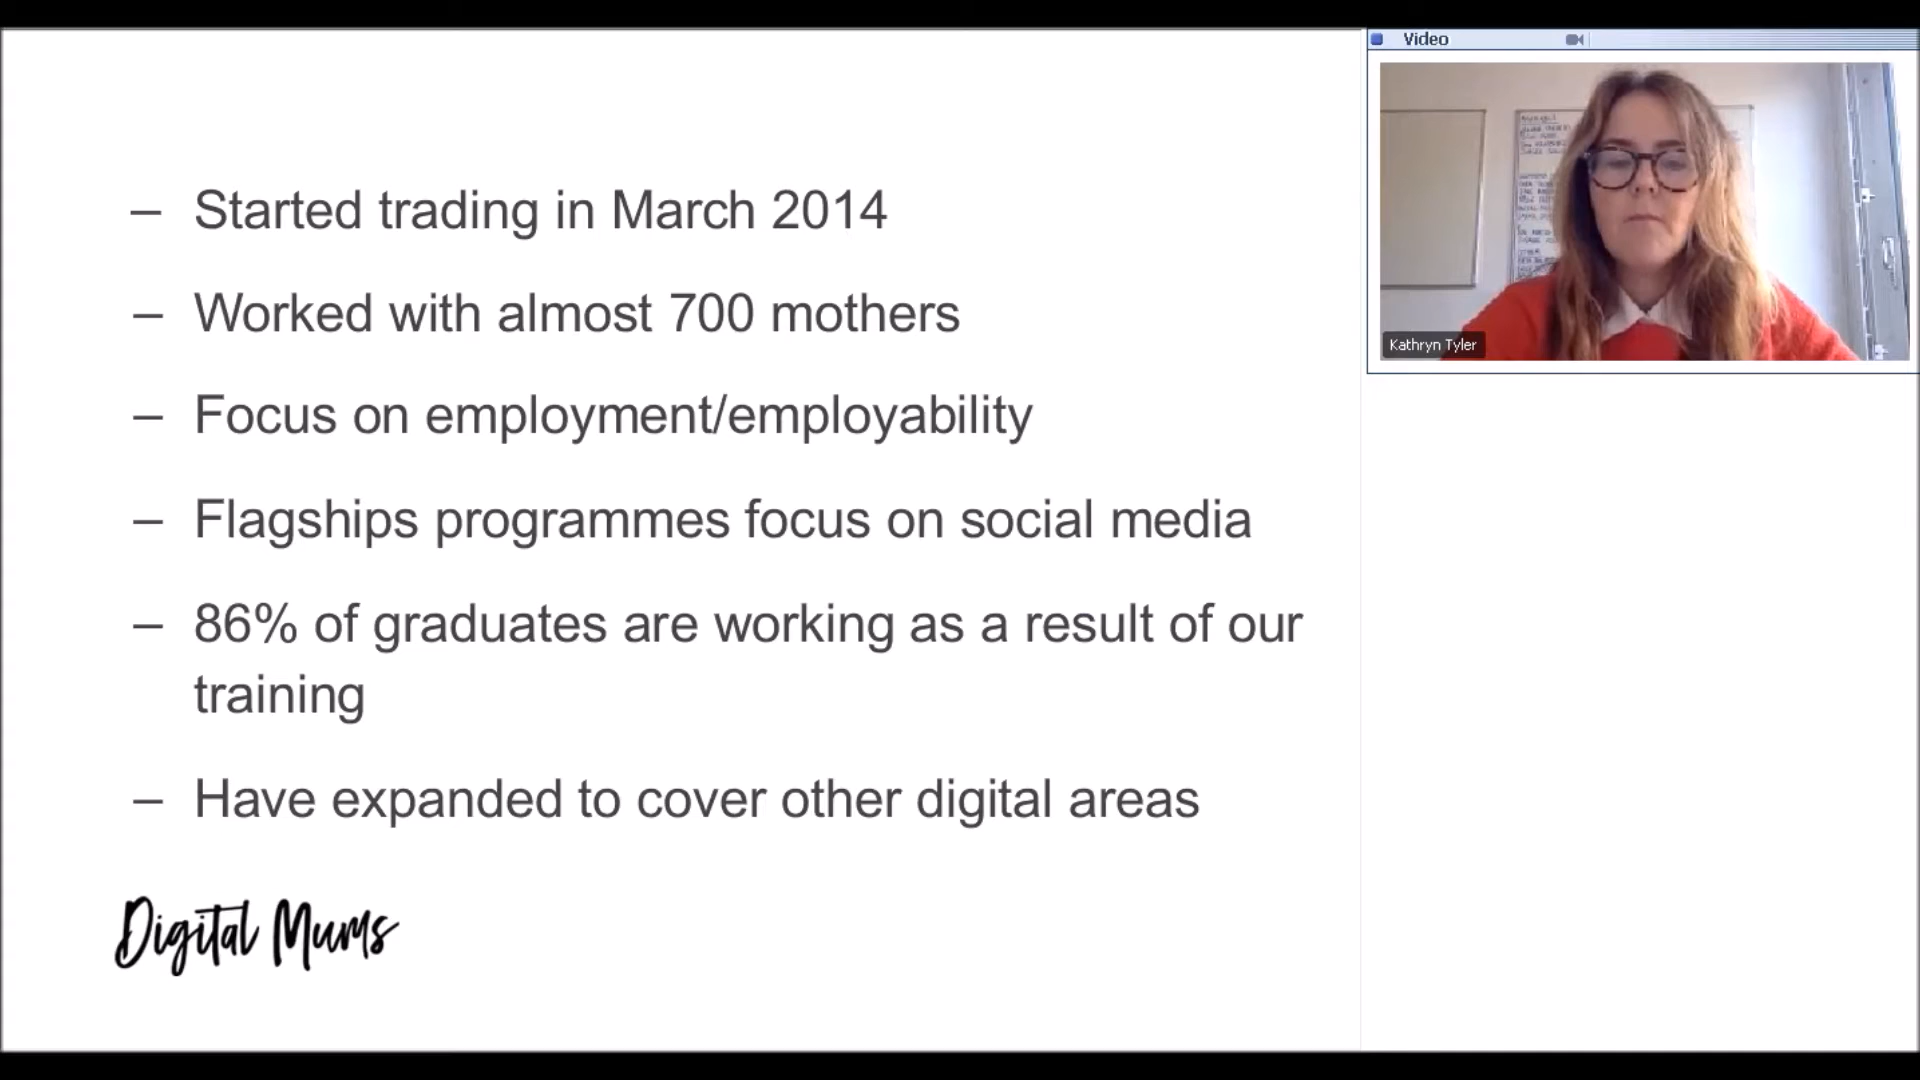 – Started trading in March 2014
– Worked with almost 700 mothers
– Focus on employment/employability
– Flagships programmes focus on social media
– 86% of graduates are working as a result of our
training
– Have expanded to cover other digital areas
Digital Mums
Video
Kathryn Tyler